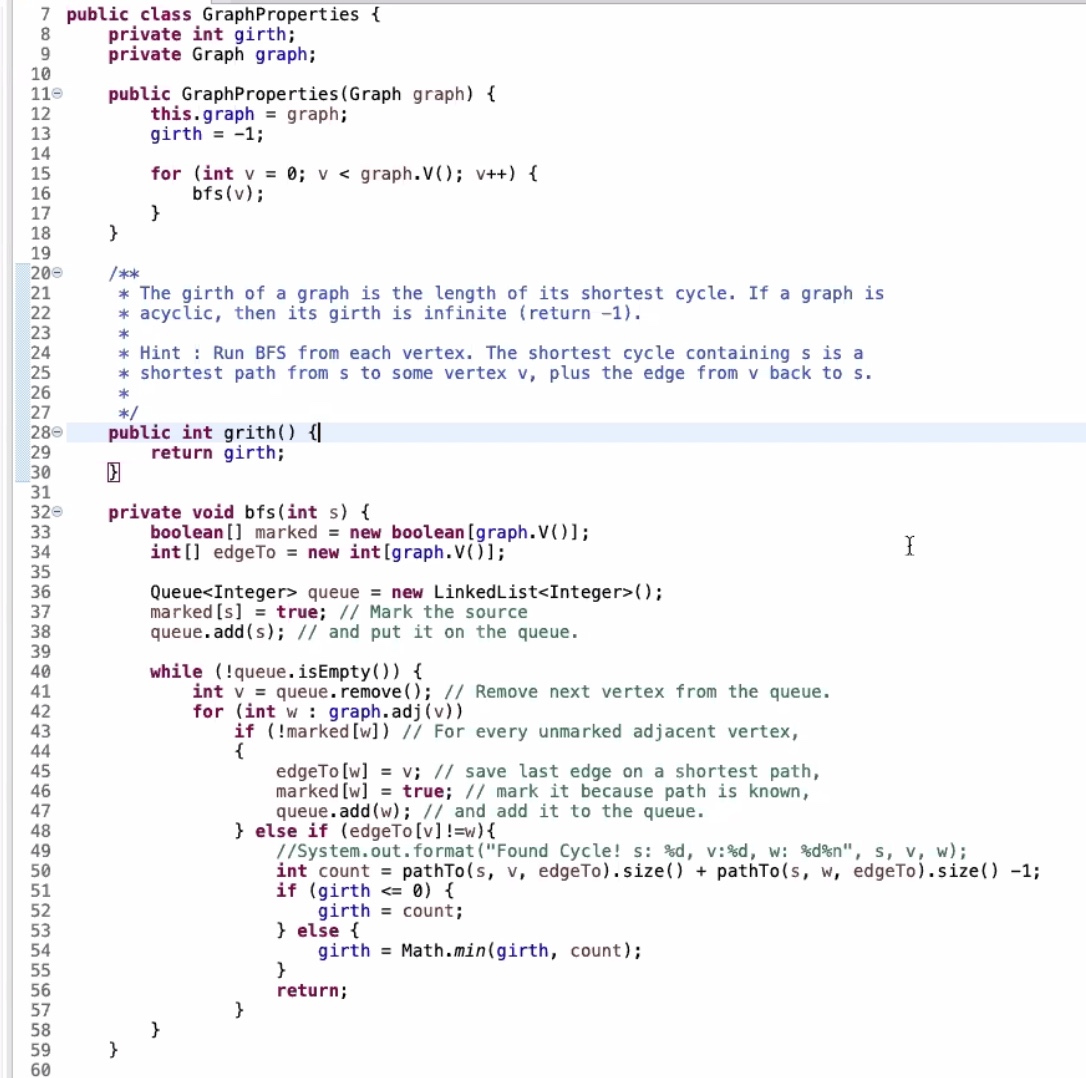 7 public class GraphProperties {
8     private int girth;
9     private Graph graph;
10
11     public GraphProperties(Graph graph) {
12         this.graph = graph;
13         girth = -1;
14
15         for (int v = 0; v < graph.V(); v++) {
16             bfs(v);
17         }
18     }
19
20     /**
21      * The girth of a graph is the length of its shortest cycle. If a graph is
22      * acyclic, then its girth is infinite (return -1).
23      *
24      * Hint : Run BFS from each vertex. The shortest cycle containing s is a
25      * shortest path from s to some vertex v, plus the edge from v back to s.
26      *
27      */
28     public int grith() {
29         return girth;
30     }
31
32     private void bfs(int s) {
33         boolean[] marked = new boolean[graph.V()];
34         int[] edgeTo = new int[graph.V()];
35
36         Queue<Integer> queue = new LinkedList<Integer>();
37         marked[s] = true; // Mark the source
38         queue.add(s); // and put it on the queue.
39
40         while (!queue.isEmpty()) {
41             int v = queue.remove(); // Remove next vertex from the queue.
42             for (int w : graph.adj(v))
43                 if (!marked[w]) // For every unmarked adjacent vertex,
44                 {
45                     edgeTo[w] = v; // save last edge on a shortest path,
46                     marked[w] = true; // mark it because path is known,
47                     queue.add(w); // and add it to the queue.
48                 } else if (edgeTo[v]!=w){
49                     //System.out.format("Found Cycle! s: %d, v:%d, w: %d%n", s, v, w);
50                     int count = pathTo(s, v, edgeTo).size() + pathTo(s, w, edgeTo).size() -1;
51                     if (girth <= 0) {
52                         girth = count;
53                     } else {
54                         girth = Math.min(girth, count);
55                     }
56                     return;
57                 }
58         }
59     }
60